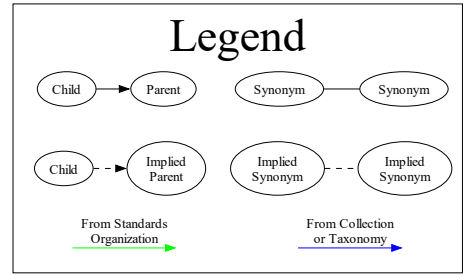 Legend
Child
Parent
Synonym
Synonym
Child
Implied
Parent
Implied
Synonym
Implied
Synonym
From Standards
Organization
From Collection
or Taxonomy